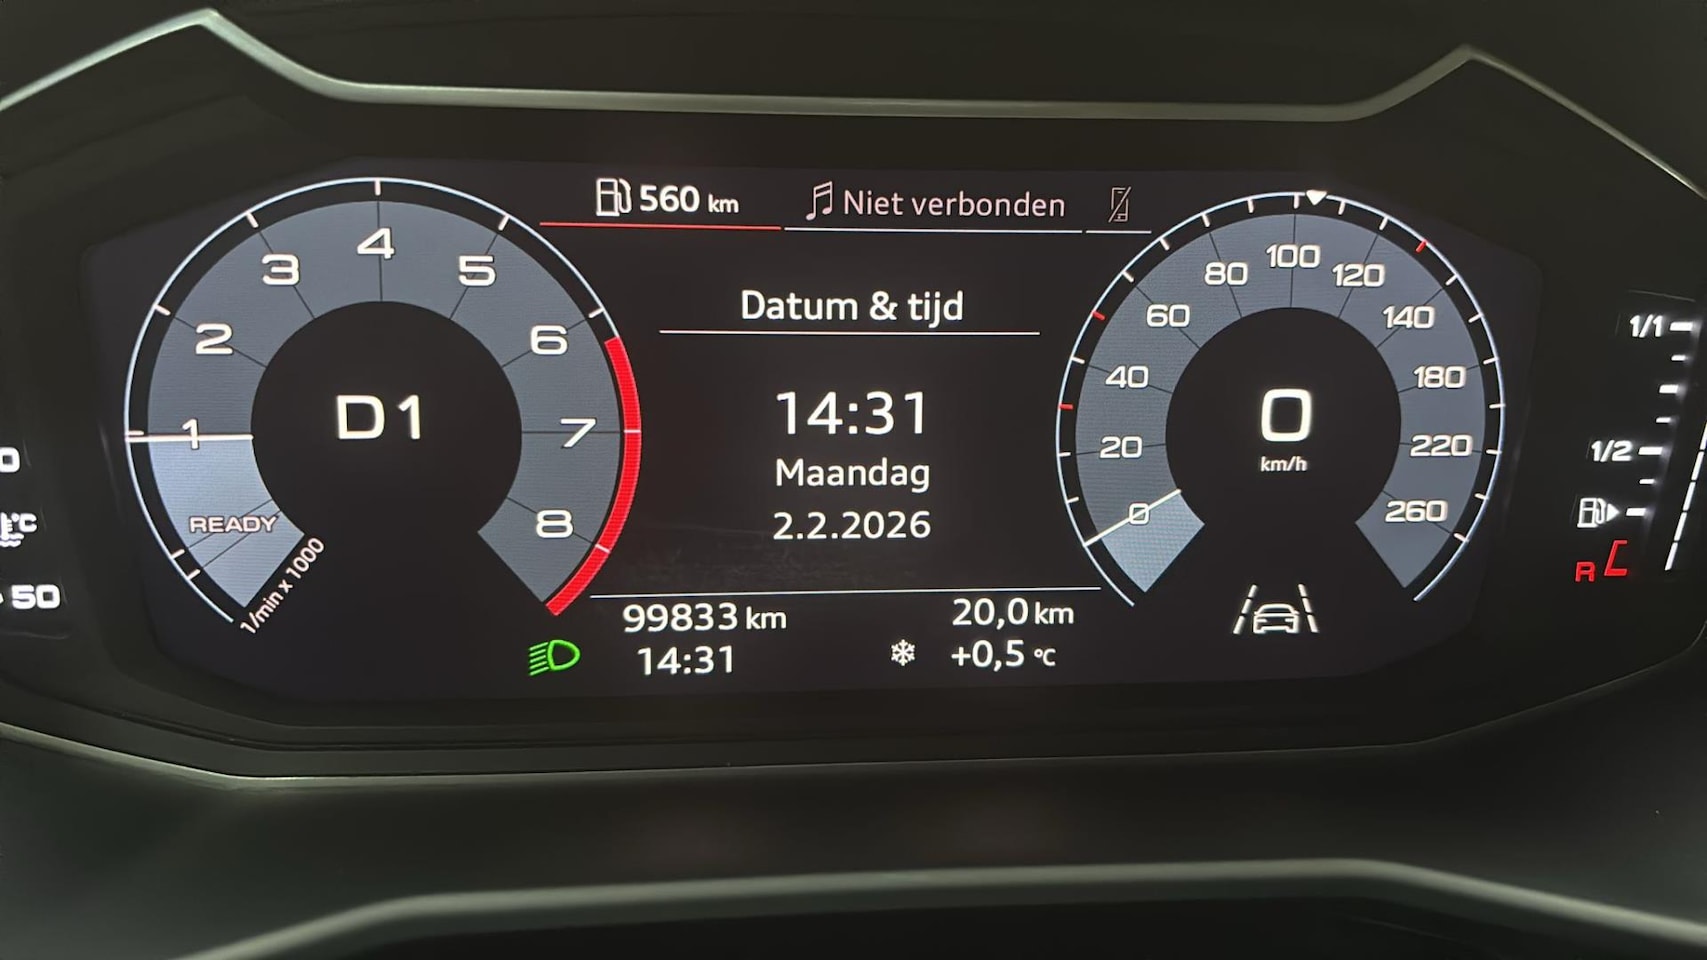 560 km
Niet verbonden
Datum & tijd
14:31
Maandag
2.2.2026
99833 km
20,0 km
14:31
+0,5 °C
D1
READY
1
2
3
4
5
6
7
8
1/min x 1000
0
km/h
0
20
40
60
80
100
120
140
180
220
260
1/1
1/2
R
°C
50